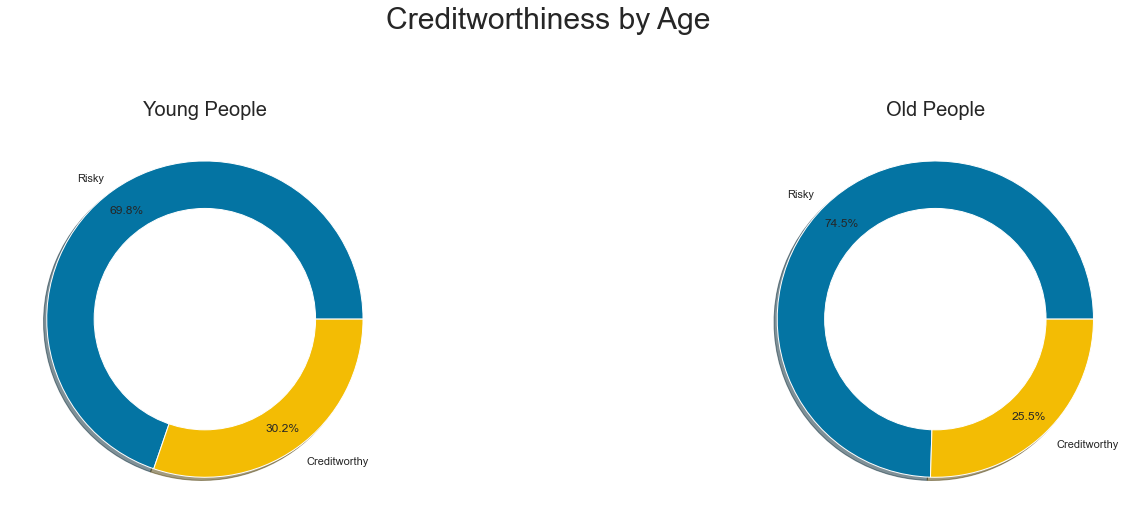 Creditworthiness by Age
Young People
Risky
69.8%
30.2%
Creditworthy
Old People
Risky
74.5%
25.5%
Creditworthy